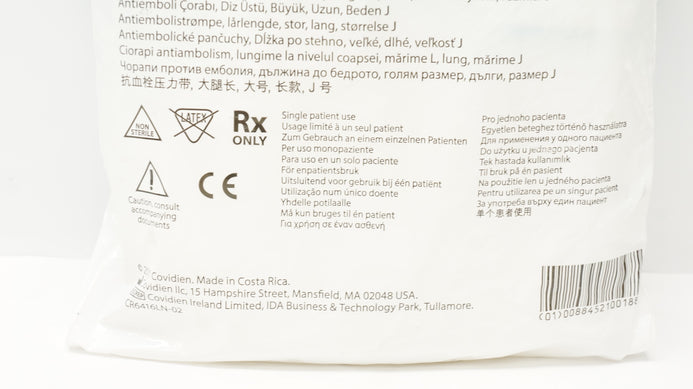 Antiemboli Çorabı, Diz Üstü, Büyük, Uzun, Beden J
Antiembolistrømpe, lårlengde, stor, lang, størrelse J
Antiembolické pančuchy, Dĺžka po stehno, veľké, dlhé, veľkosť J
Ciorapi antiambolism, lungime la nivelul coapsei, mărime L, lung, mărime J
Чорапи против емболия, дължина до бедрото, голям размер, дълги, размер J
抗血栓压力带, 大腿长, 大号, 长款, J 号
NON
STERILE
LATEX
Rx
ONLY
Caution, consult
accompanying
documents
CE
Single patient use
Usage limité à un seul patient
Zum Gebrauch an einem einzelnen Patienten
Per uso monopaziente
Para uso en un solo paciente
För enpatientsbruk
Uitsluitend voor gebruik bij één patiënt
Utilização num único doente
Yhdelle potilaalle
Må kun bruges til én patient
Για χρήση σε έναν ασθενή
Pro jednoho pacienta
Egyetlen beteghez történő használatra
Для применения у одного пациента
Do użytku u jednego pacjenta
Tek hastada kullanımlık
Til bruk på én pasient
Na použitie len u jedného pacienta
Pentru utilizarea pe un singur pacient
За употреба върху един пациент
单个患者使用
Covidien. Made in Costa Rica.
Covidien llc, 15 Hampshire Street, Mansfield, MA 02048 USA.
Covidien Ireland Limited, IDA Business & Technology Park, Tullamore.
CR6416LN-02
(01)0088452100188